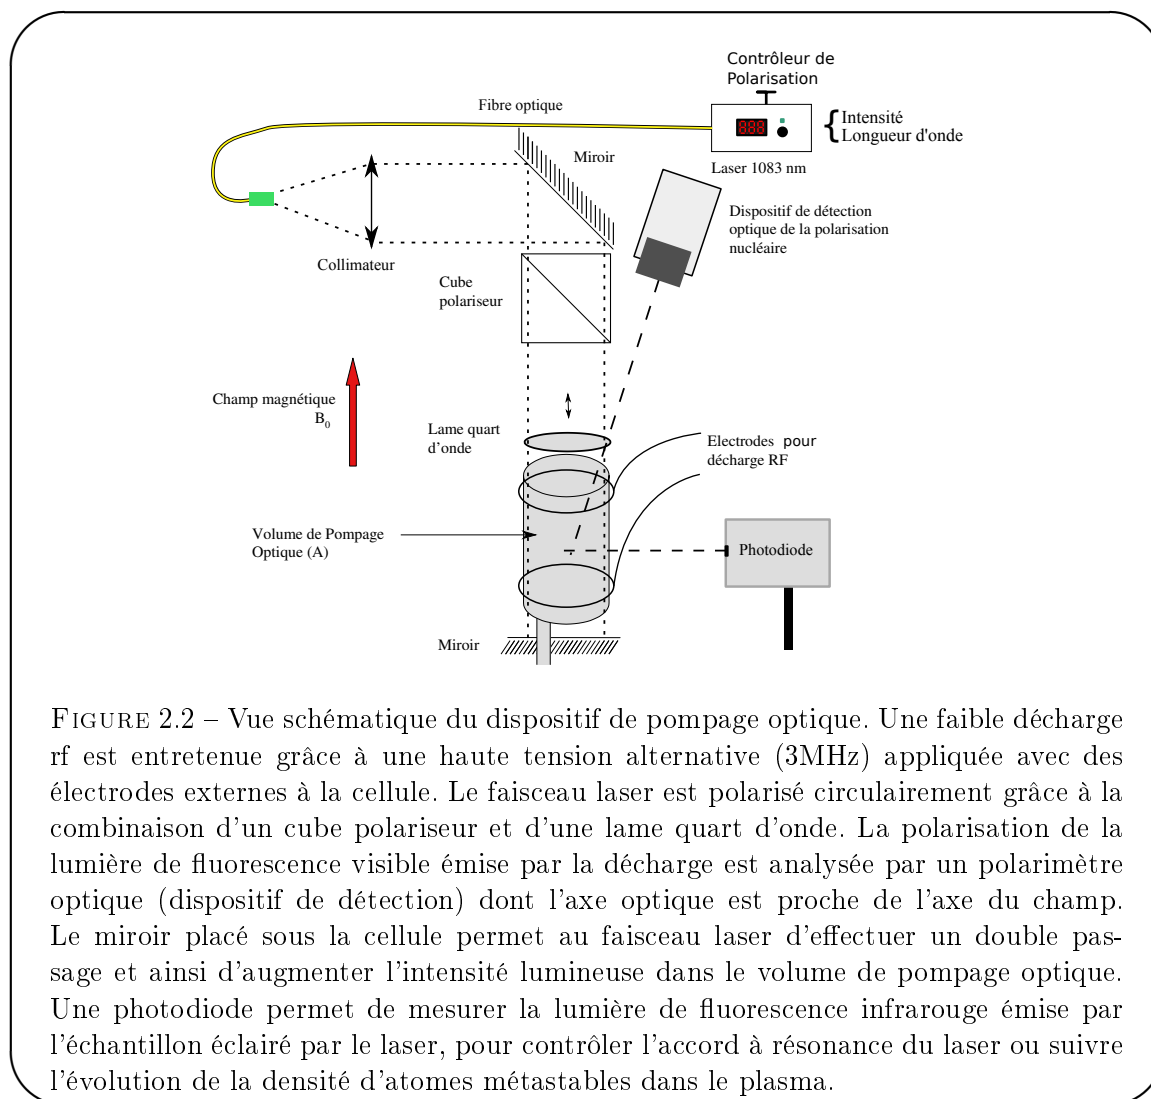 Contrôleur de
Polarisation
Fibre optique
888
Intensité
Longueur d'onde
Miroir
Laser 1083 nm
Dispositif de détection
optique de la polarisation
nucléaire
Collimateur
Cube
polariseur
Champ magnétique
B0
Lame quart
d'onde
Electrodes pour
décharge RF
Volume de Pompage
Optique (A)
Photodiode
Miroir
FIGURE 2.2 – Vue schématique du dispositif de pompage optique. Une faible décharge
rf est entretenue grâce à une haute tension alternative (3MHz) appliquée avec des
électrodes externes à la cellule. Le faisceau laser est polarisé circulairement grâce à la
combinaison d'un cube polariseur et d'une lame quart d'onde. La polarisation de la
lumière de fluorescence visible émise par la décharge est analysée par un polarimètre
optique (dispositif de détection) dont l'axe optique est proche de l'axe du champ.
Le miroir placé sous la cellule permet au faisceau laser d'effectuer un double pas-
sage et ainsi d'augmenter l'intensité lumineuse dans le volume de pompage optique.
Une photodiode permet de mesurer la lumière de fluorescence infrarouge émise par
l'échantillon éclairé par le laser, pour contrôler l'accord à résonance du laser ou suivre
l'évolution de la densité d'atomes métastables dans le plasma.